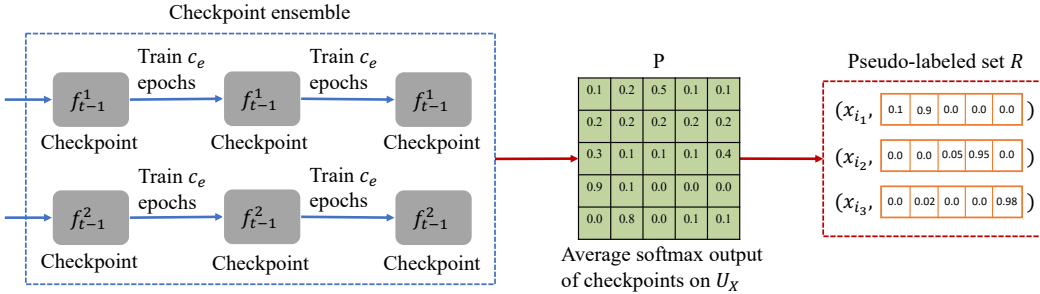 Checkpoint ensemble
Train c_e epochs
Train c_e epochs
f^1_{t-1}
f^1_{t-1}
f^1_{t-1}
Checkpoint
Checkpoint
Checkpoint
Train c_e epochs
Train c_e epochs
f^2_{t-1}
f^2_{t-1}
f^2_{t-1}
Checkpoint
Checkpoint
Checkpoint
P
0.1 0.2 0.5 0.1 0.1
0.2 0.2 0.2 0.2 0.2
0.3 0.1 0.1 0.1 0.4
0.9 0.1 0.0 0.0 0.0
0.0 0.8 0.0 0.1 0.1
Average softmax output
of checkpoints on U_X
Pseudo-labeled set R
(x_{i_1}, 0.1 0.9 0.0 0.0 0.0 )
(x_{i_2}, 0.0 0.0 0.05 0.95 0.0 )
(x_{i_3}, 0.0 0.02 0.0 0.0 0.98 )